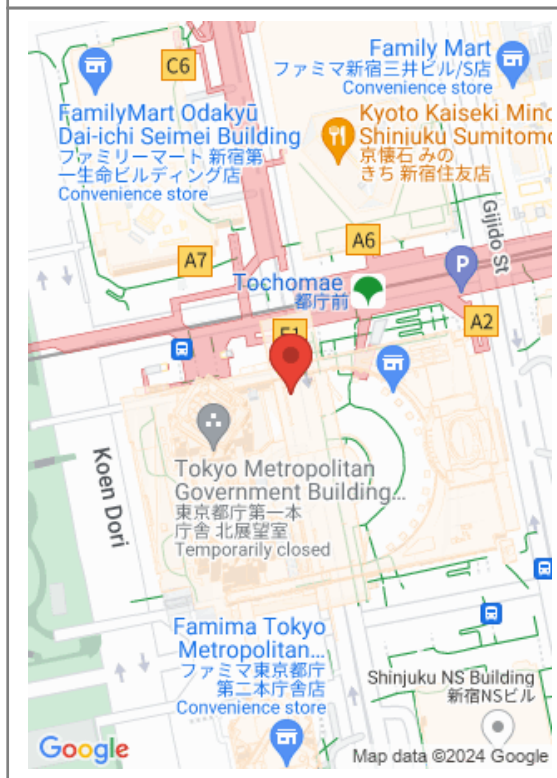 C6
Family Mart
ファミマ新宿三井ビル/S店
Convenience store
FamilyMart Odakyū
Dai-ichi Seimei Building
ファミリーマート 新宿第
一生命ビルディング店
Convenience store
Kyoto Kaiseki Mino
Shinjuku Sumitomo
京懐石 みの
きち 新宿住友店
Gijido St
A6
A7
P
Tochomae
都庁前
A2
Koen Dori
Tokyo Metropolitan
Government Building...
東京都庁第一本
庁舎 北展望室
Temporarily closed
Famima Tokyo
Metropolitan...
ファミマ東京都庁
第二本庁舎店
Convenience store
Shinjuku NS Building
新宿NSビル
Google
Map data ©2024 Google